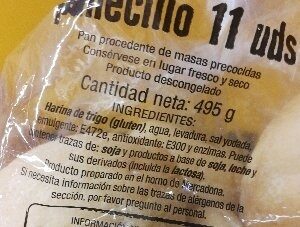 Panecillo 11 uds
Pan procedente de masas precocidas
Consérvese en lugar fresco y seco
Producto descongelado
Cantidad neta: 495 g
INGREDIENTES:
Harina de trigo (gluten), agua, levadura, sal yodada,
emulgente: E472e, antioxidante: E300 y enzimas. Puede
contener trazas de: soja y productos a base de soja, leche y
sus derivados (incluida la lactosa).
Producto preparado en el horno de Mercadona.
Si necesita información sobre las trazas de alérgenos de la
sección, por favor pregunte al personal.